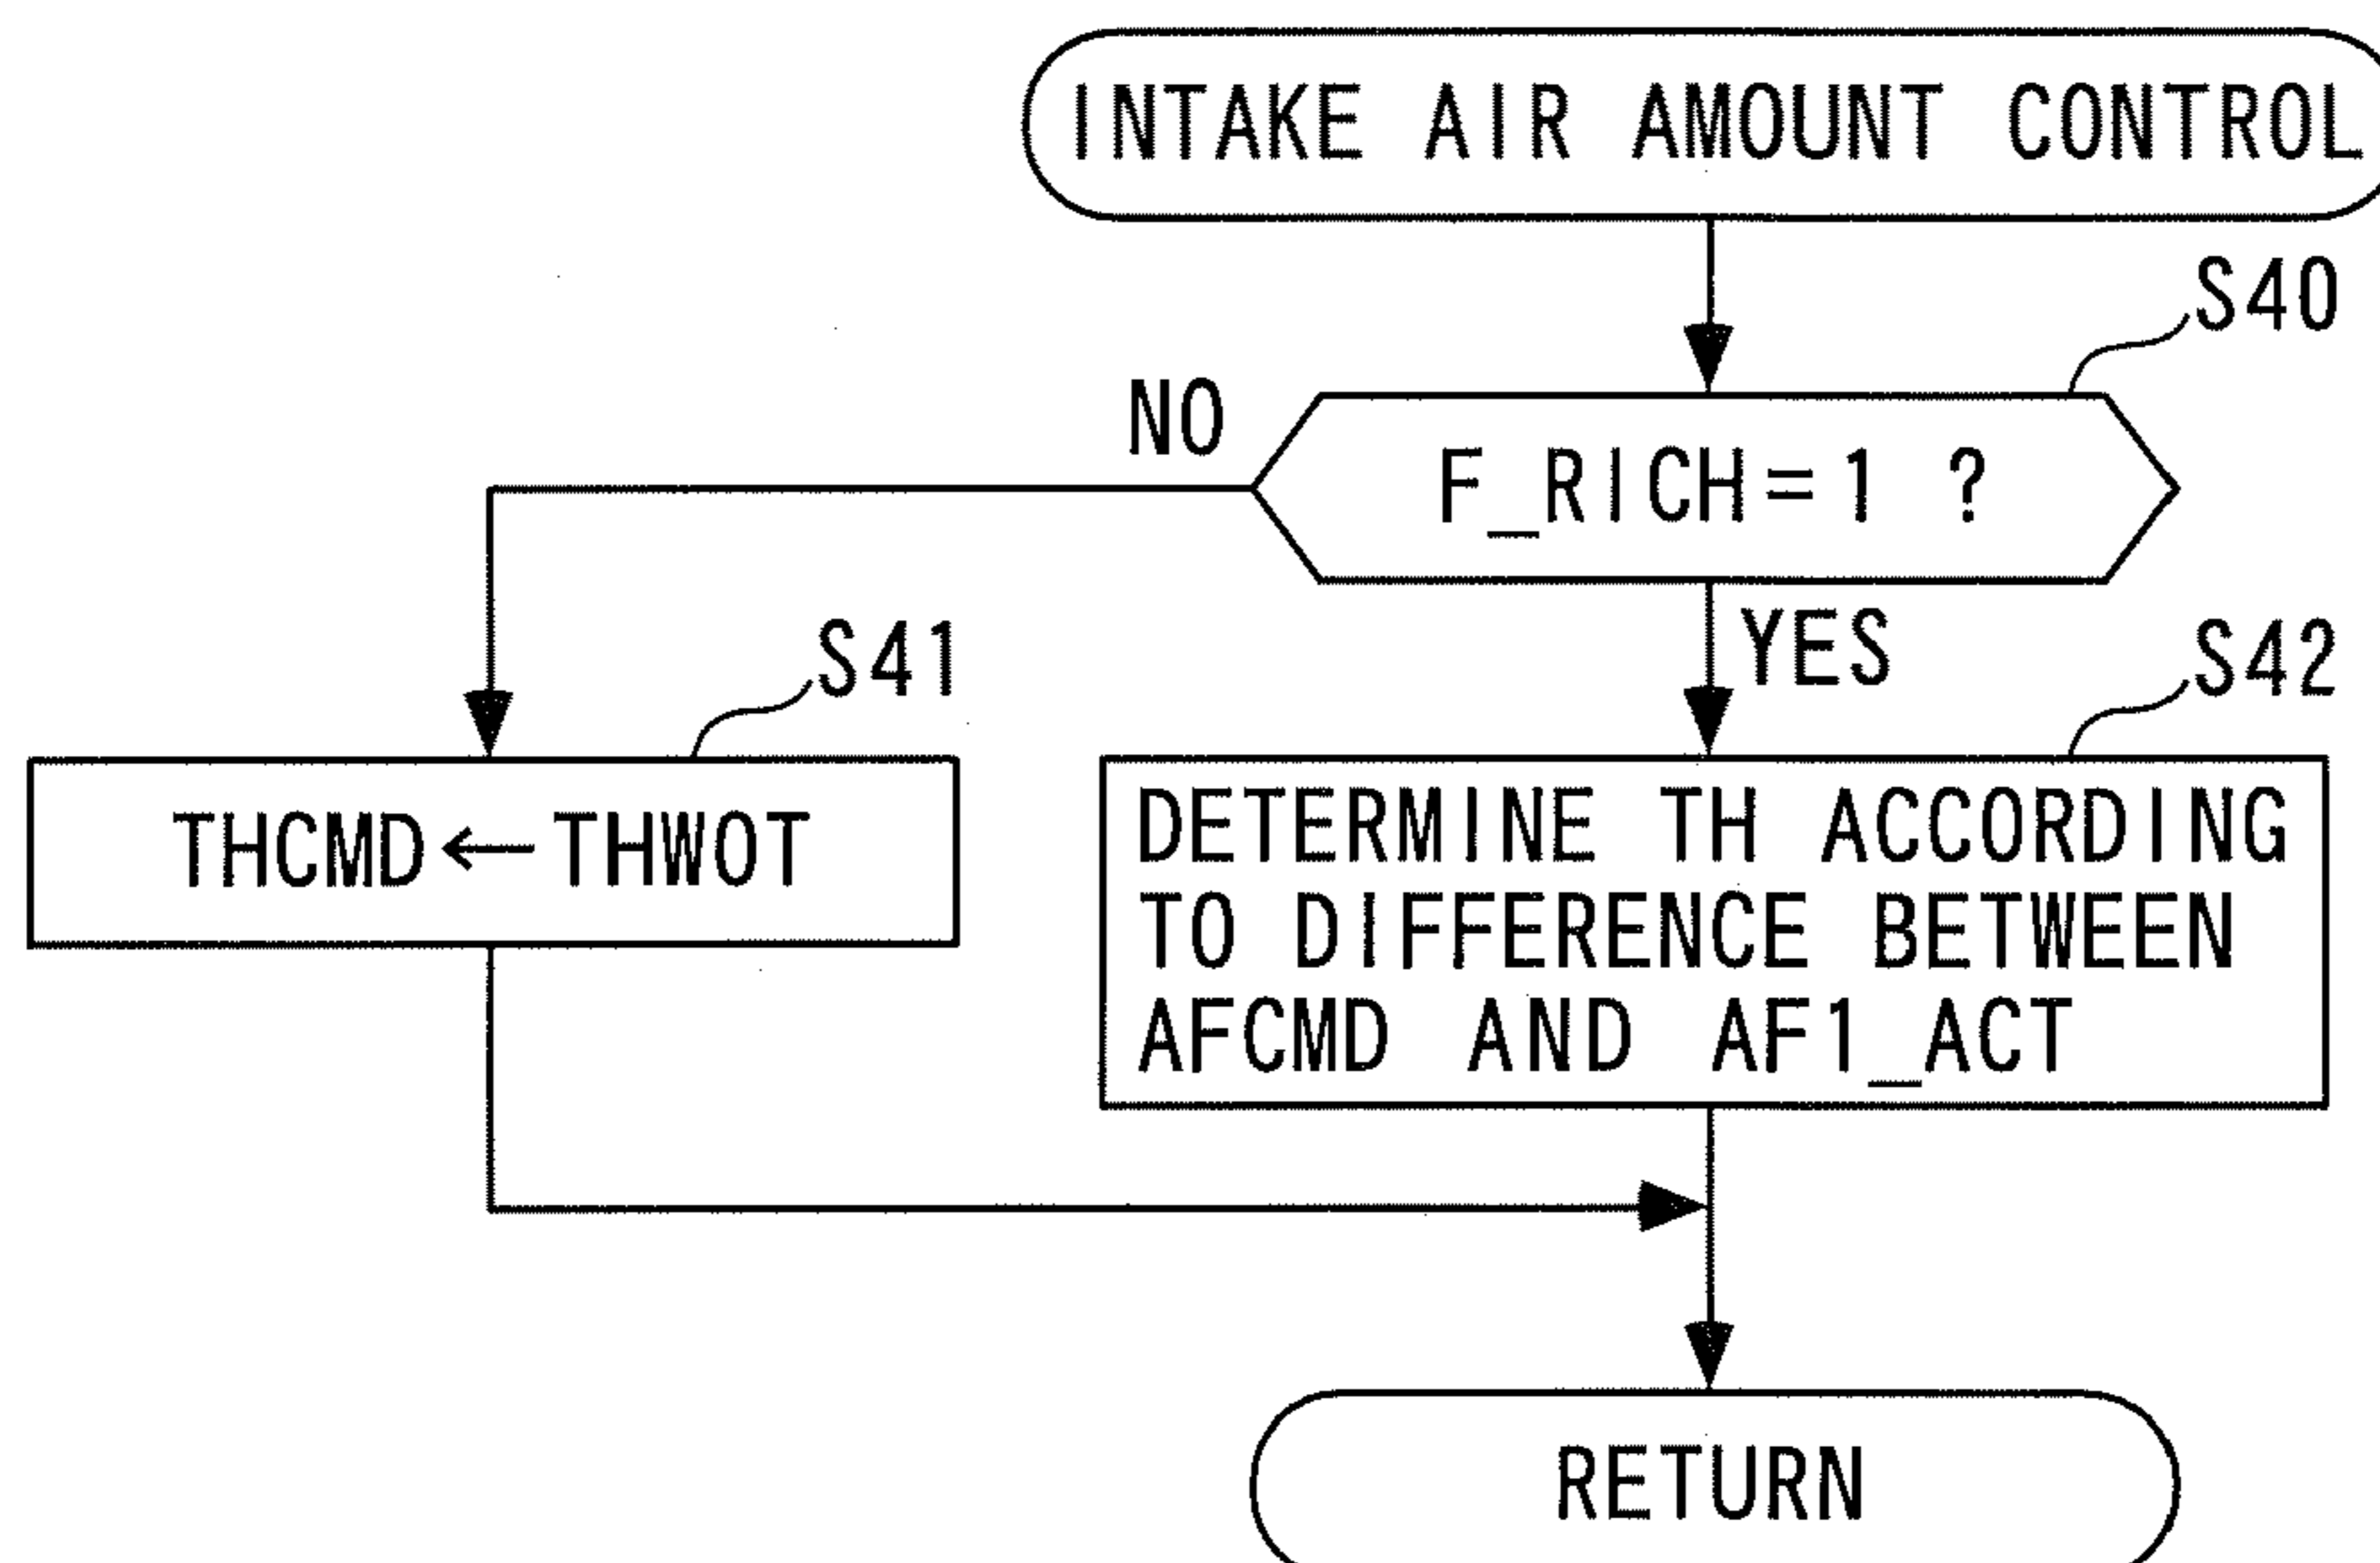 INTAKE AIR AMOUNT CONTROL
S40
NO
F_RICH=1 ?
YES
S41
S42
THCMD←THWOT
DETERMINE TH ACCORDING
TO DIFFERENCE BETWEEN
AFCMD AND AF1_ACT
RETURN